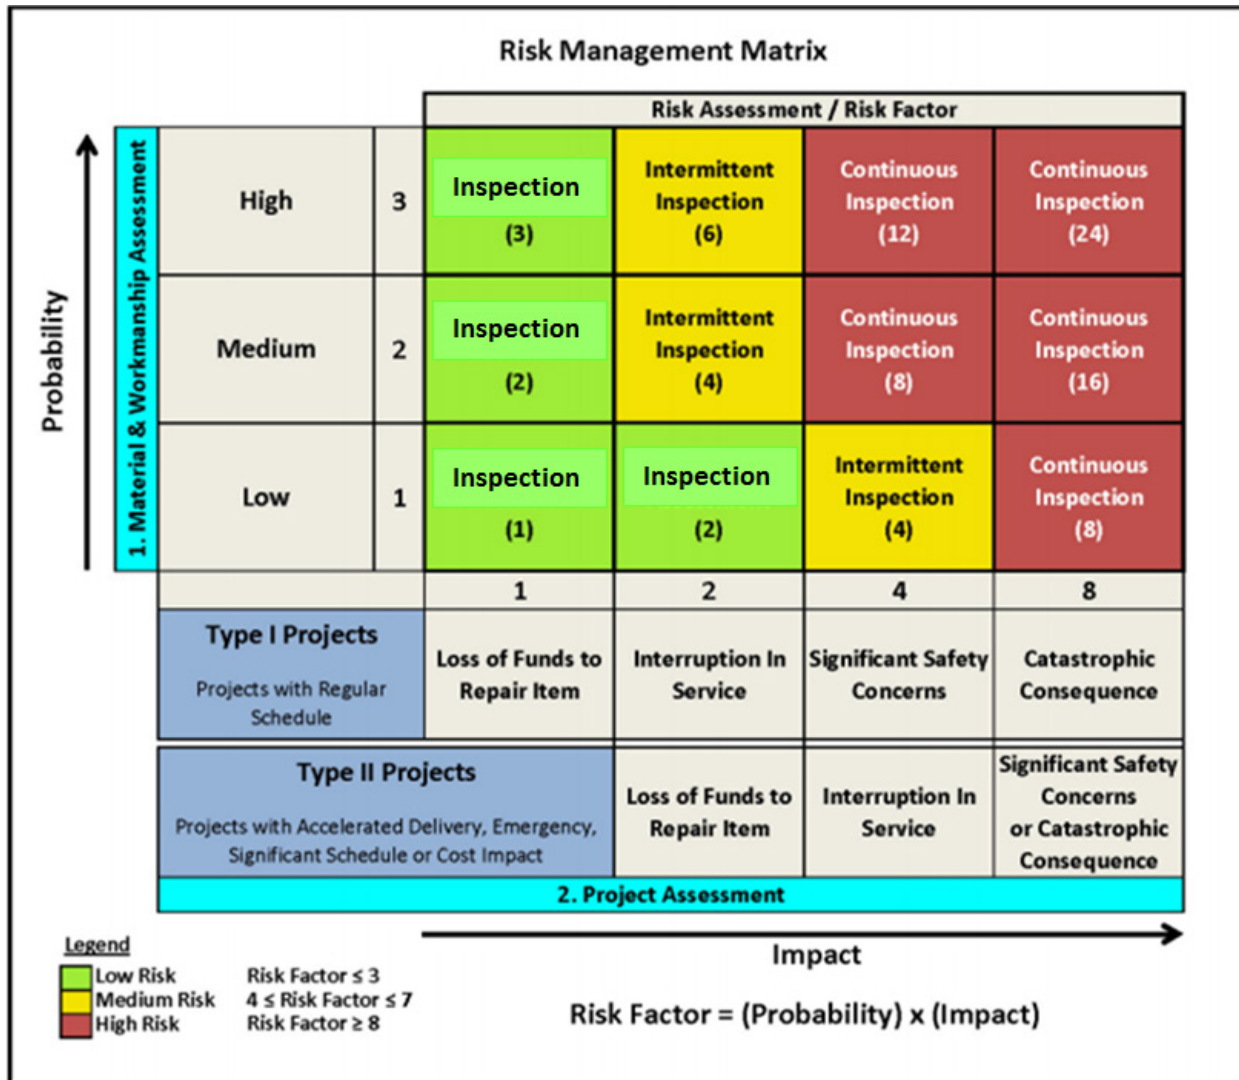 Risk Management Matrix
Risk Assessment / Risk Factor
Probability
1. Material & Workmanship Assessment
High
3
Inspection
(3)
Intermittent
Inspection
(6)
Continuous
Inspection
(12)
Continuous
Inspection
(24)
Medium
2
Inspection
(2)
Intermittent
Inspection
(4)
Continuous
Inspection
(8)
Continuous
Inspection
(16)
Low
1
Inspection
(1)
Inspection
(2)
Intermittent
Inspection
(4)
Continuous
Inspection
(8)
1
2
4
8
Type I Projects
Projects with Regular
Schedule
Loss of Funds to
Repair Item
Interruption In
Service
Significant Safety
Concerns
Catastrophic
Consequence
Type II Projects
Projects with Accelerated Delivery, Emergency,
Significant Schedule or Cost Impact
Loss of Funds to
Repair Item
Interruption In
Service
Significant Safety
Concerns
or Catastrophic
Consequence
2. Project Assessment
Impact
Legend
Low Risk Risk Factor ≤ 3
Medium Risk 4 ≤ Risk Factor ≤ 7
High Risk Risk Factor ≥ 8
Risk Factor = (Probability) x (Impact)